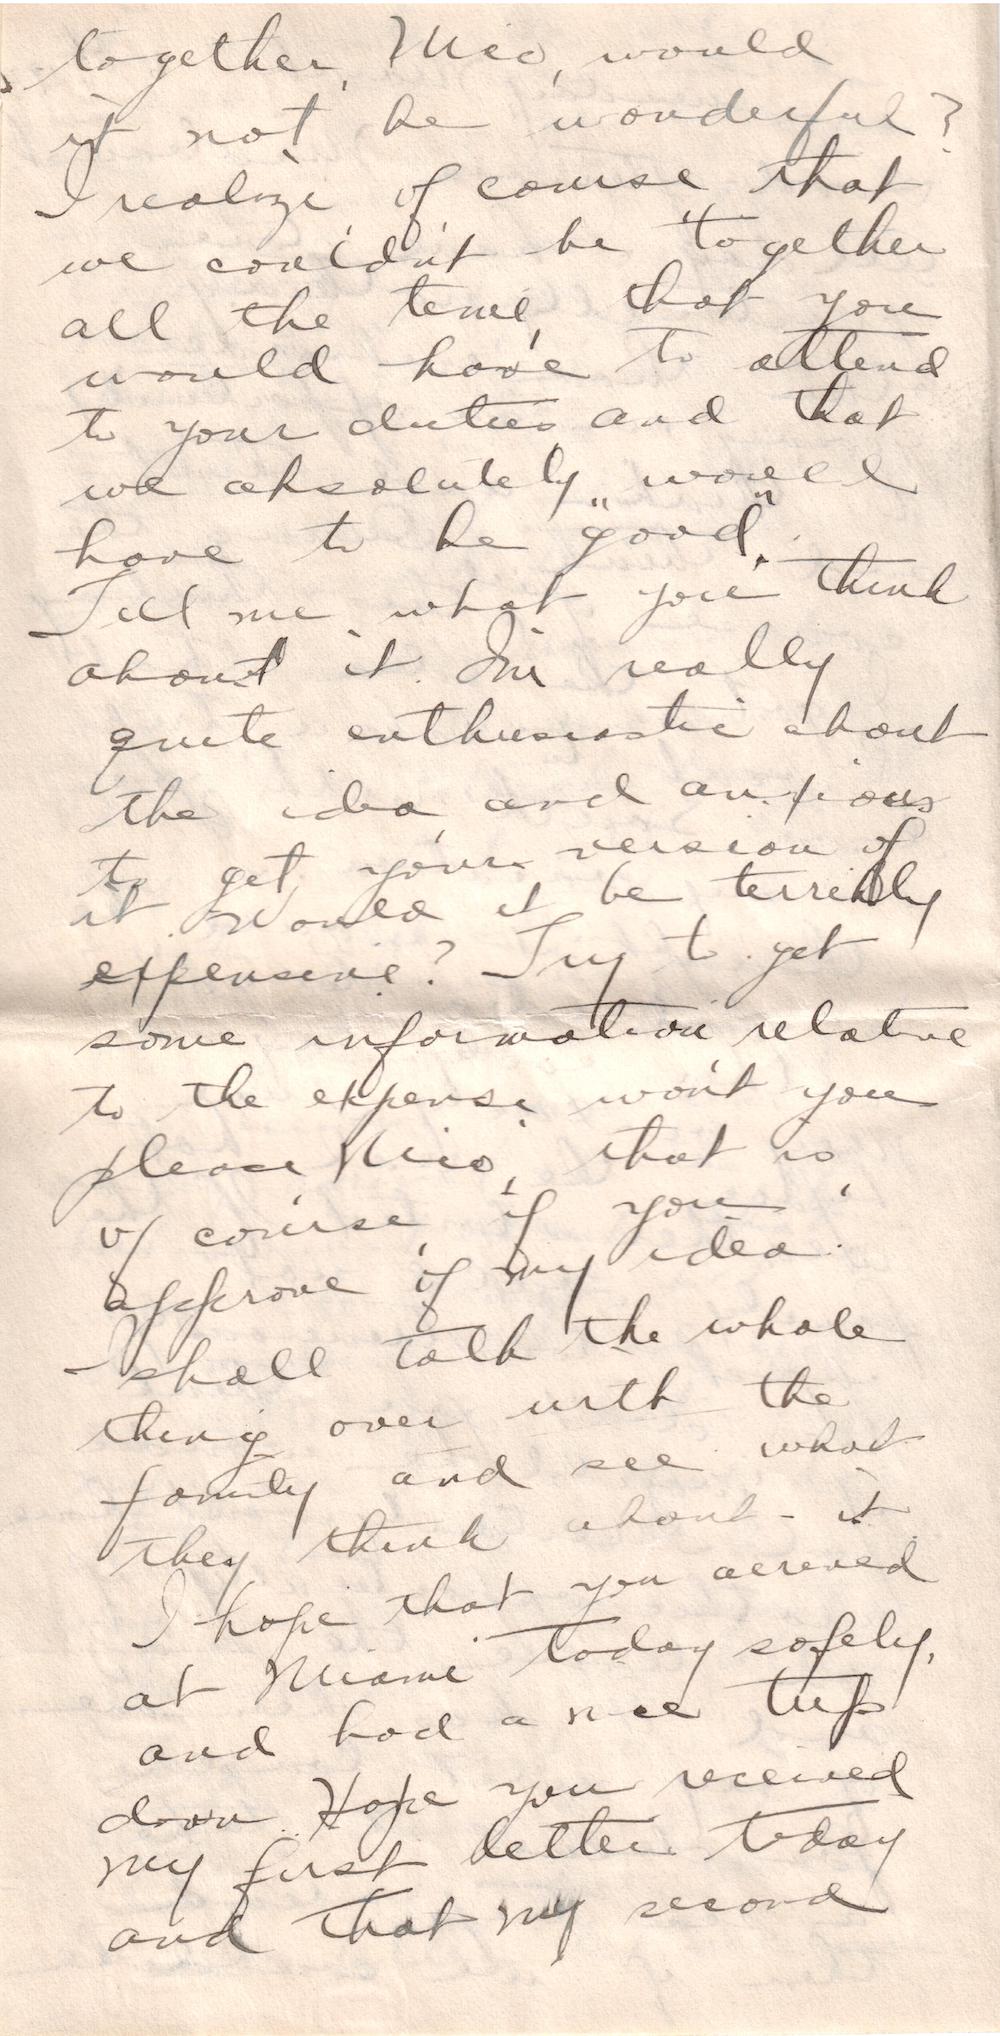 together, Mico, would
it not be wonderful?
I realize of course that
we couldn't be "together
all the time, that you
would have to attend
to your duties and that
we absolutely would
have to be "good".
Tell me what you think
about it. I'm really
quite enthusiastic about
the idea, and anxious
to get your version of
it. Would it be terribly
expensive? Try to get
some information relative
to the expense won't you
please Mico, that is
of course, if you
approve of my idea.
I shall talk the whole
thing over with the
family and see what
they think about - it.
I hope that you arrived
at Miami today safely,
and had a nice trip
down. Hope you received
my first letter today
and that my second